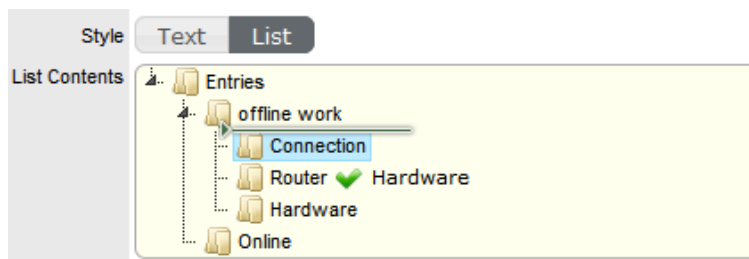 Style Text List
List Contents Entries
offline work
Connection
Router Hardware
Hardware
Online